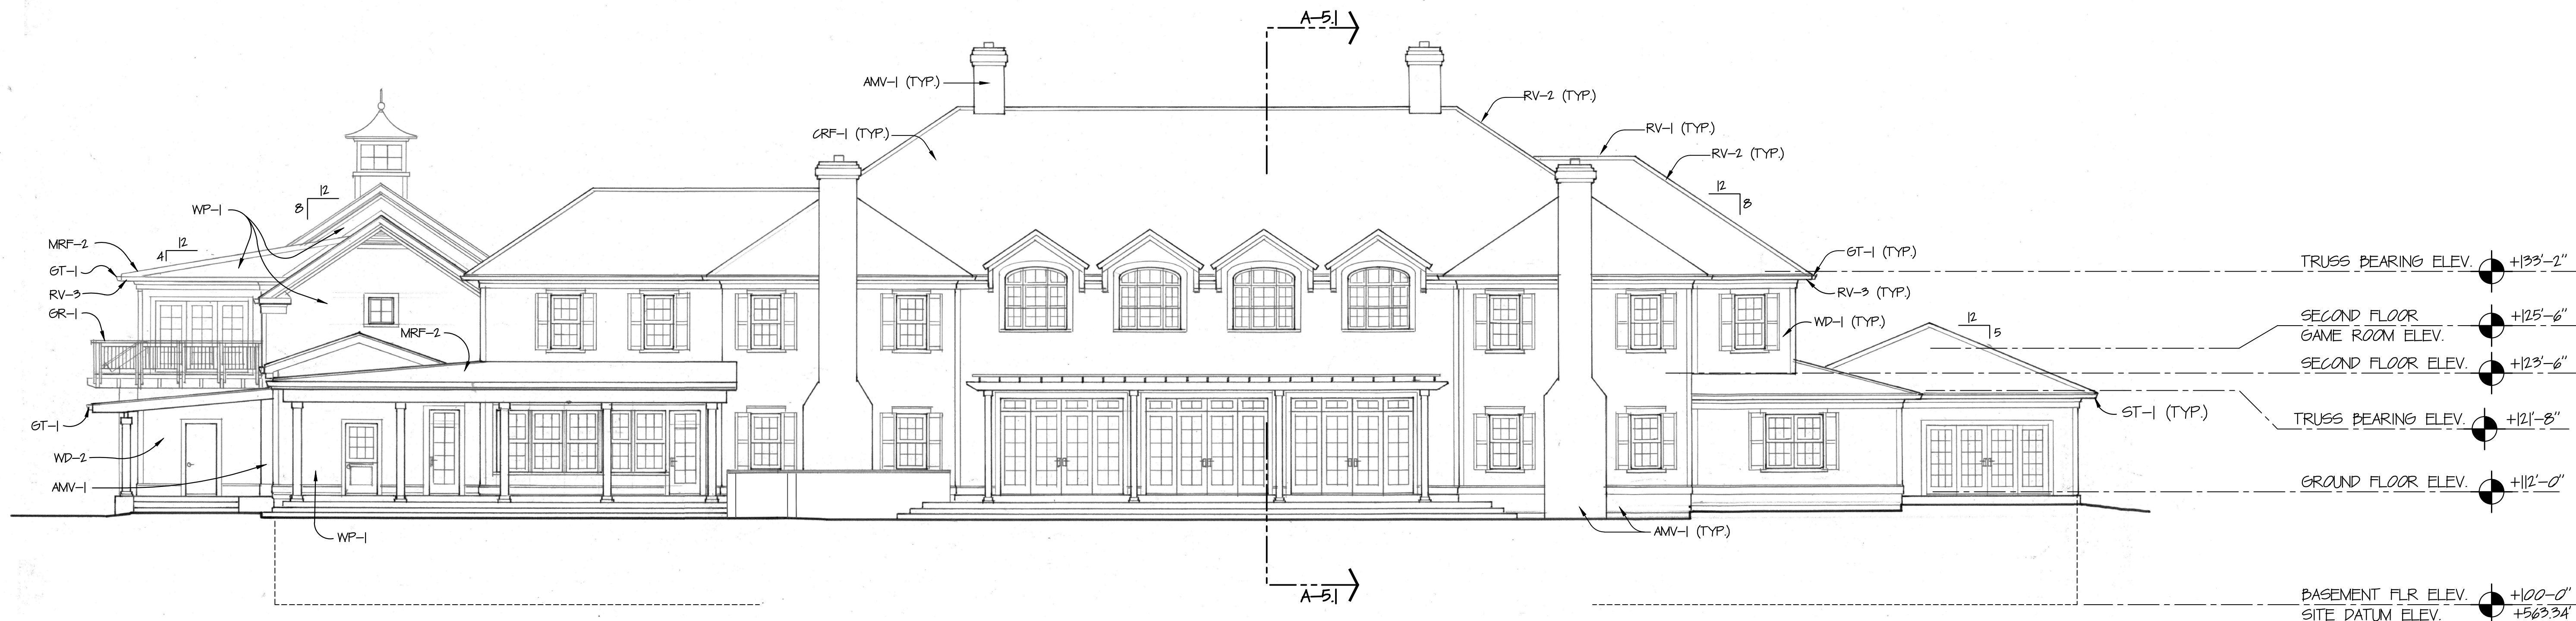 A-5.1
AMV-1 (TYP.)
RV-2 (TYP.)
CRF-1 (TYP.)
RV-1 (TYP.)
RV-2 (TYP.)
12
8
WP-1
12
8
MRF-2
12
4
GT-1
RV-3
GR-1
MRF-2
GT-1 (TYP.)
RV-3 (TYP.)
WD-1 (TYP.)
12
5
TRUSS BEARING ELEV. +133'-2"
SECOND FLOOR +125'-6"
GAME ROOM ELEV.
SECOND FLOOR ELEV. +123'-6"
GT-1
ST-1 (TYP.)
TRUSS BEARING ELEV. +121'-8"
WD-2
AMV-1
GROUND FLOOR ELEV. +112'-0"
WP-1
AMV-1 (TYP.)
A-5.1
BASEMENT FLR ELEV. +100-0"
SITE DATUM ELEV. +563.34'